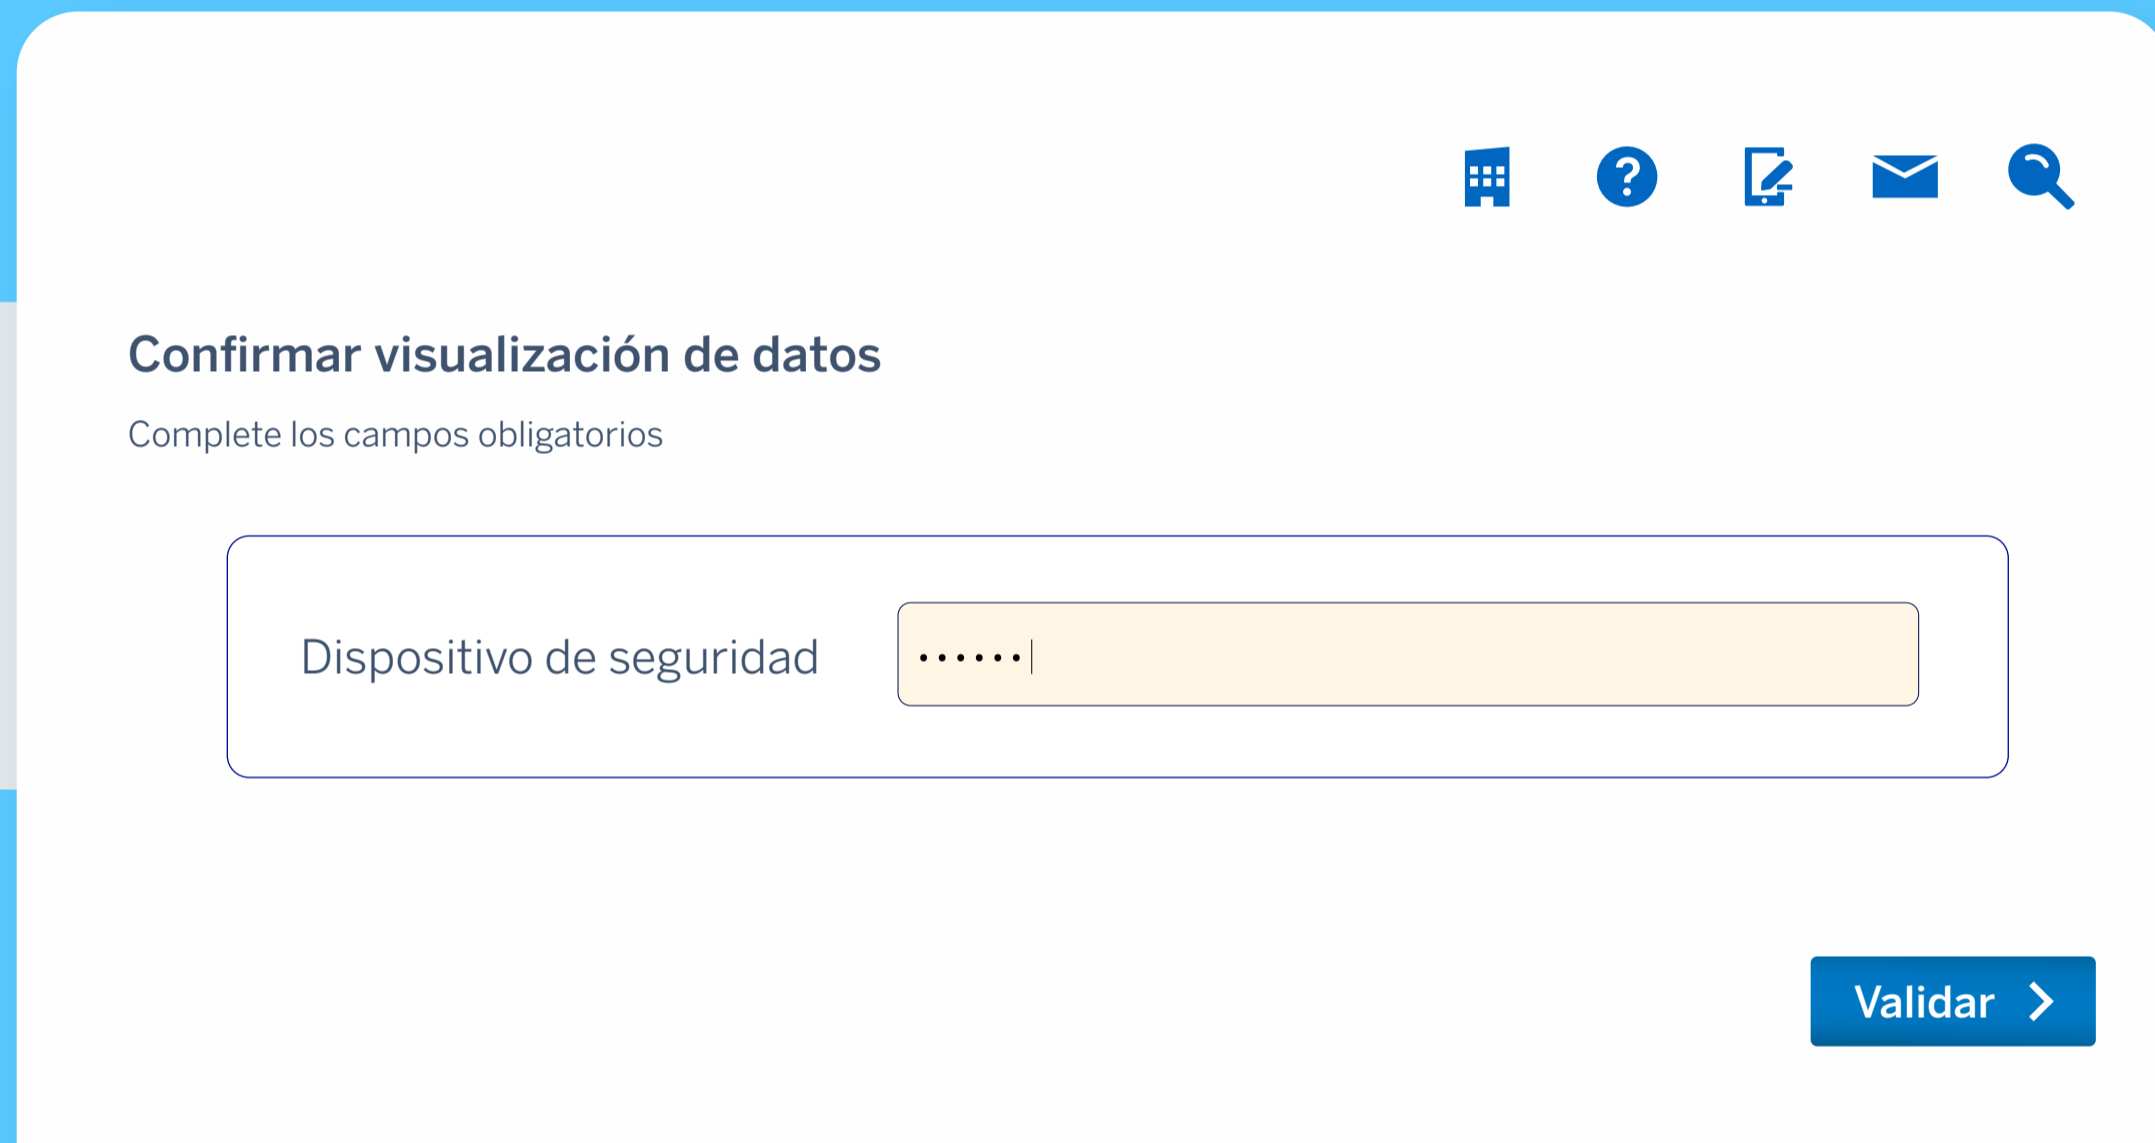 Confirmar visualización de datos
Complete los campos obligatorios
Dispositivo de seguridad
••••••
Validar